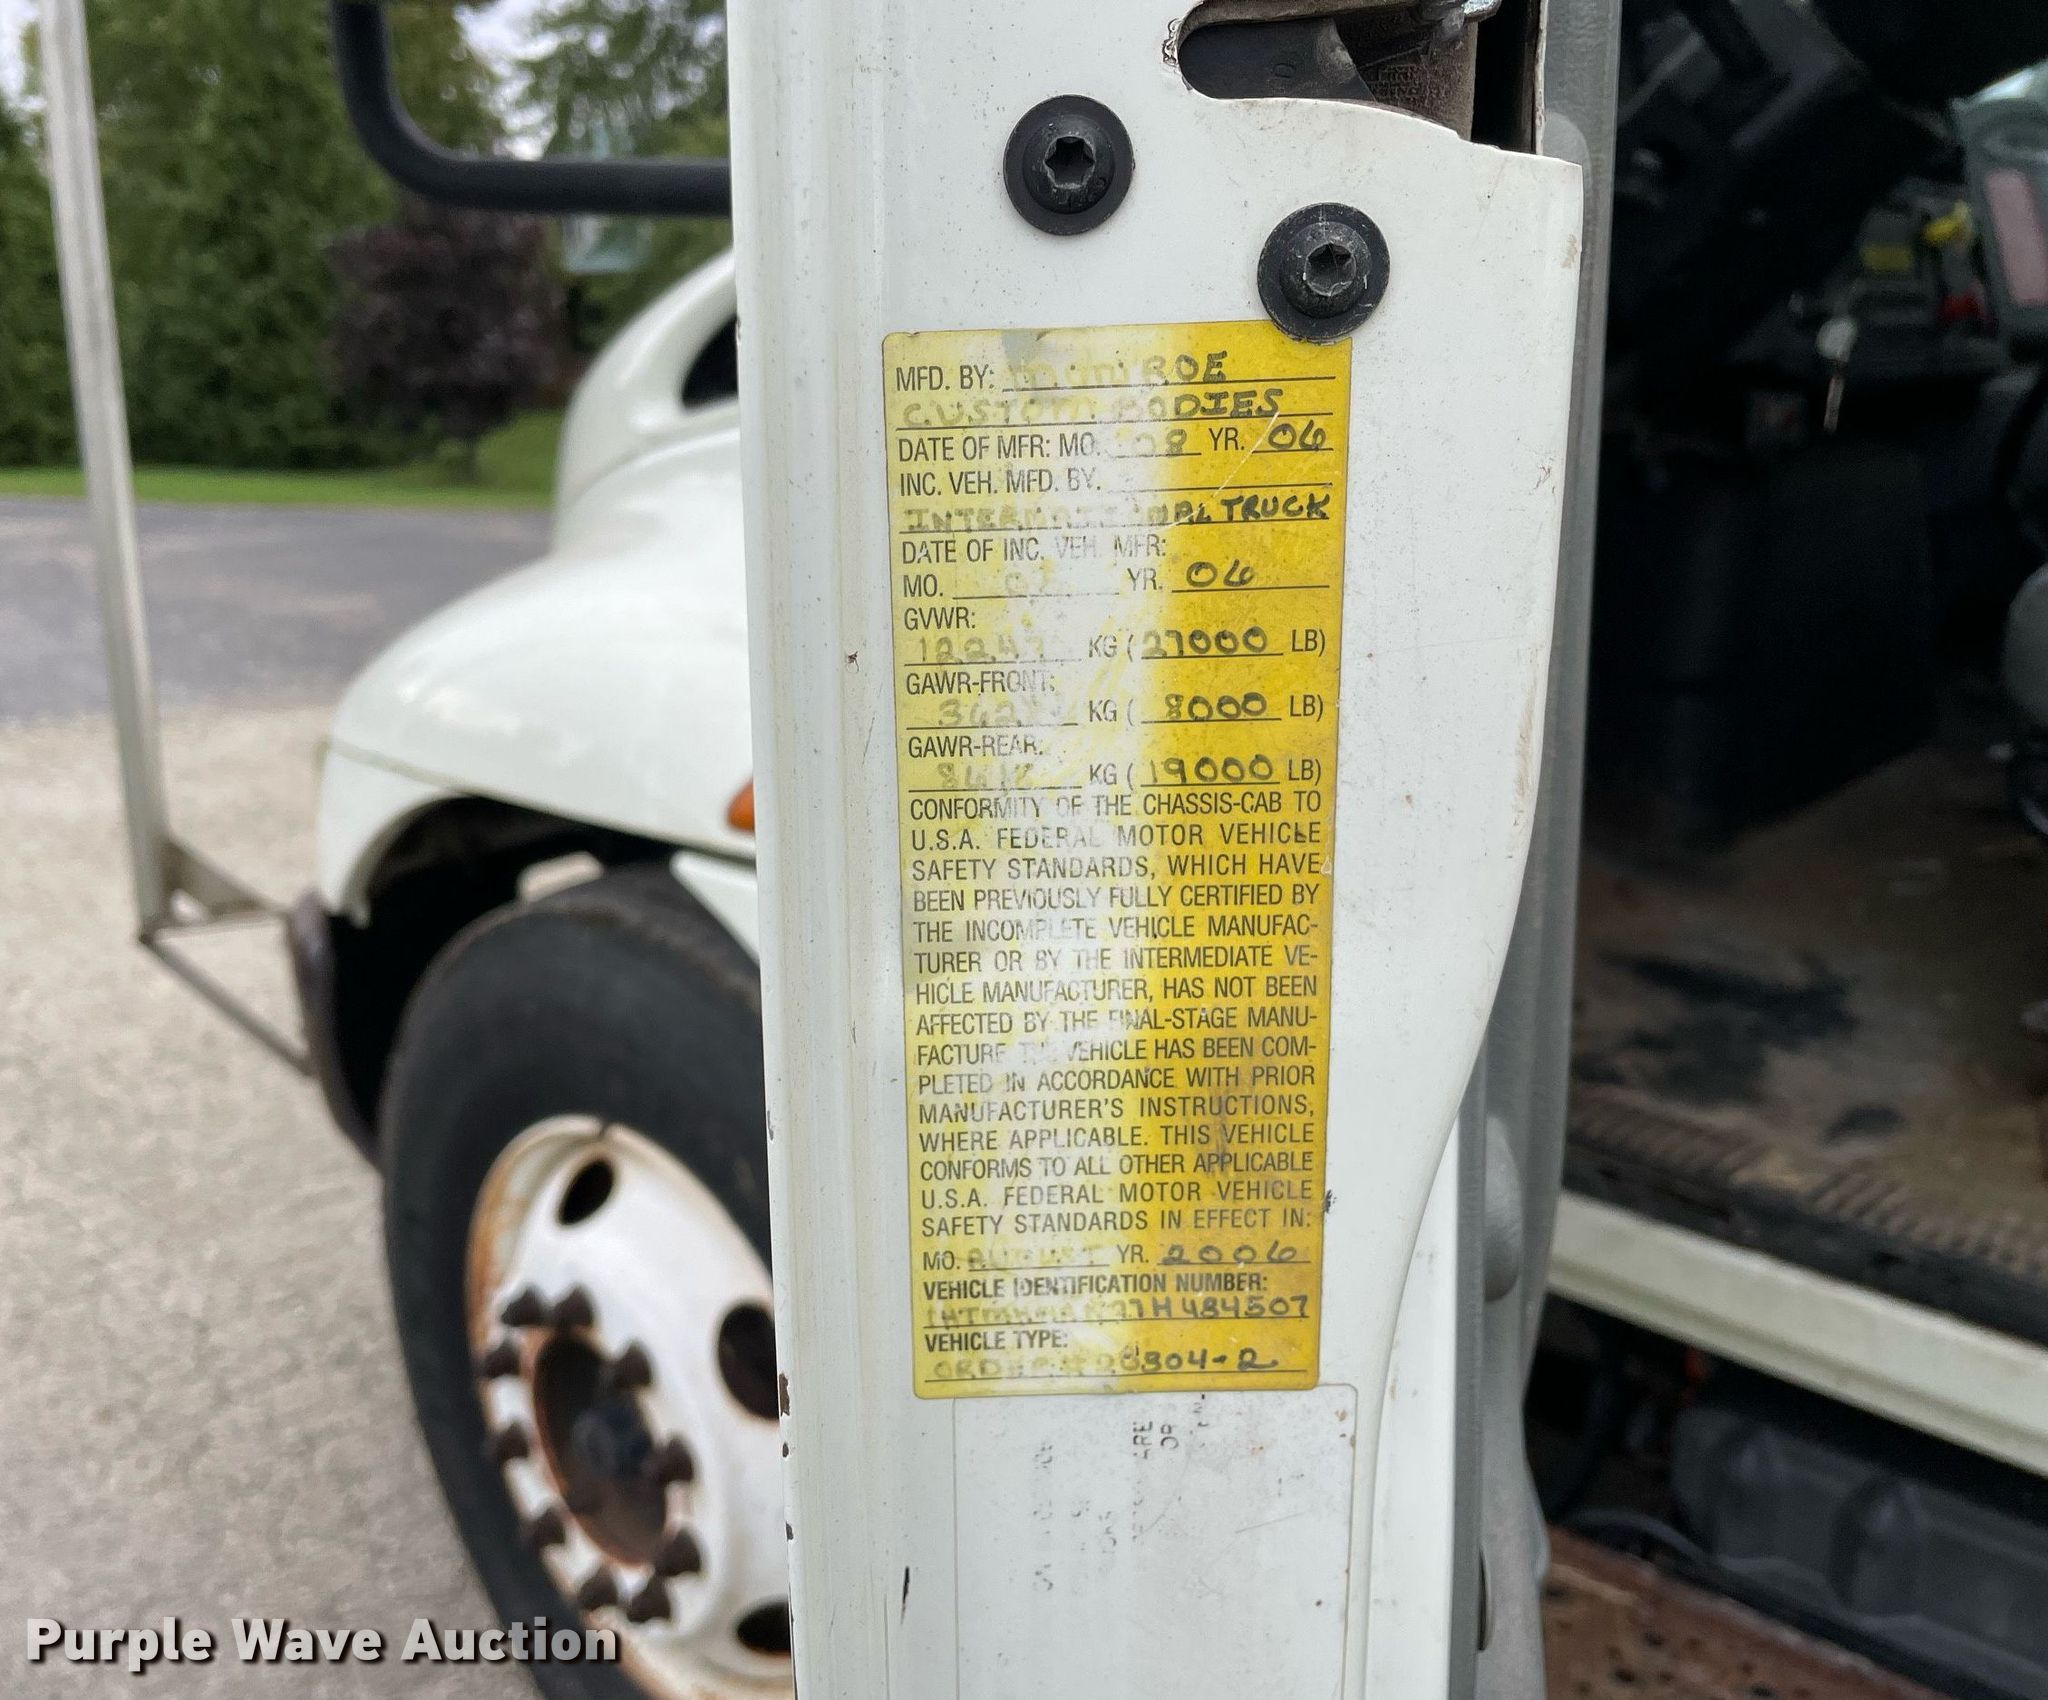 MFD. BY: MUNROE
CUSTOM BODIES
DATE OF MFR: MO. 08 YR. 06
INC. VEH. MFD. BY.
INTERNATIONAL TRUCK
DATE OF INC. VEH. MFR:
MO. YR. 06
GVWR:
KG (27000 LB)
GAWR-FRONT:
KG (8000 LB)
GAWR-REAR:
KG (19000 LB)
CONFORMITY OF THE CHASSIS-CAB TO
U.S.A. FEDERAL MOTOR VEHICLE
SAFETY STANDARDS, WHICH HAVE
BEEN PREVIOUSLY FULLY CERTIFIED BY
THE INCOMPLETE VEHICLE MANUFAC-
TURER OR BY THE INTERMEDIATE VE-
HICLE MANUFACTURER, HAS NOT BEEN
AFFECTED BY THE FINAL-STAGE MANU-
FACTURE. THE VEHICLE HAS BEEN COM-
PLETED IN ACCORDANCE WITH PRIOR
MANUFACTURER'S INSTRUCTIONS,
WHERE APPLICABLE. THIS VEHICLE
CONFORMS TO ALL OTHER APPLICABLE
U.S.A. FEDERAL MOTOR VEHICLE
SAFETY STANDARDS IN EFFECT IN:
MO. AUGUST YR. 2006
VEHICLE IDENTIFICATION NUMBER:
VEHICLE TYPE:
ARE
OR
Purple Wave Auction